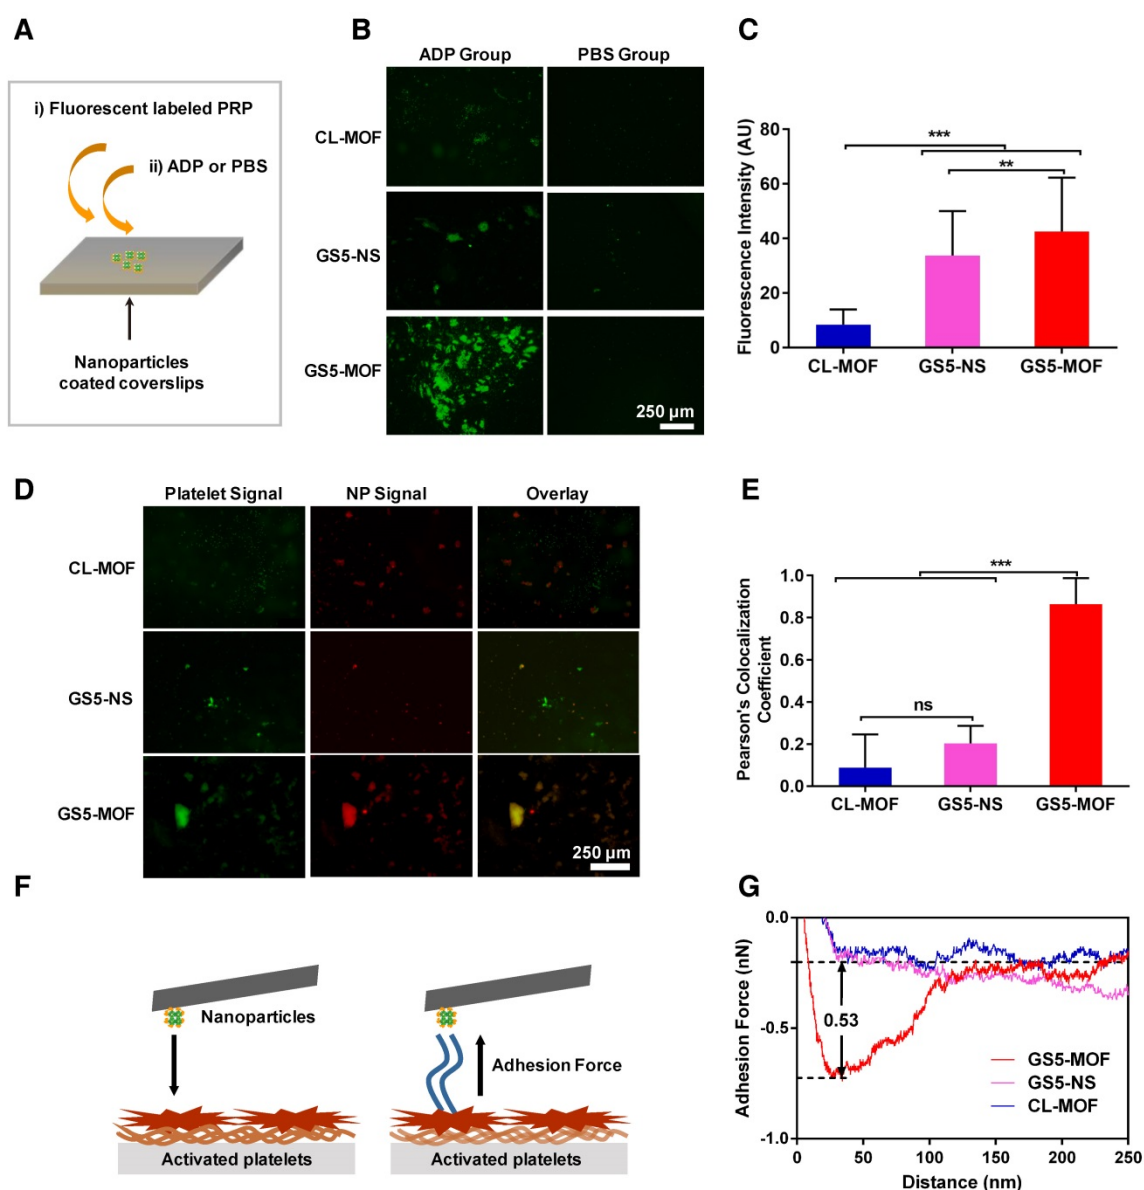 A
i) Fluorescent labeled PRP
ii) ADP or PBS
Nanoparticles
coated coverslips
B
ADP Group
PBS Group
CL-MOF
GS5-NS
GS5-MOF
250 µm
C
Fluorescence Intensity (AU)
80
60
40
20
0
***
**
CL-MOF
GS5-NS
GS5-MOF
D
Platelet Signal
NP Signal
Overlay
CL-MOF
GS5-NS
GS5-MOF
250 µm
E
Pearson's Colocalization
Coefficient
1.0
0.8
0.6
0.4
0.2
0.0
***
ns
CL-MOF
GS5-NS
GS5-MOF
F
Nanoparticles
Adhesion Force
Activated platelets
Activated platelets
G
Adhesion Force (nN)
0.0
-0.5
-1.0
0.53
GS5-MOF
GS5-NS
CL-MOF
0
50
100
150
200
250
Distance (nm)